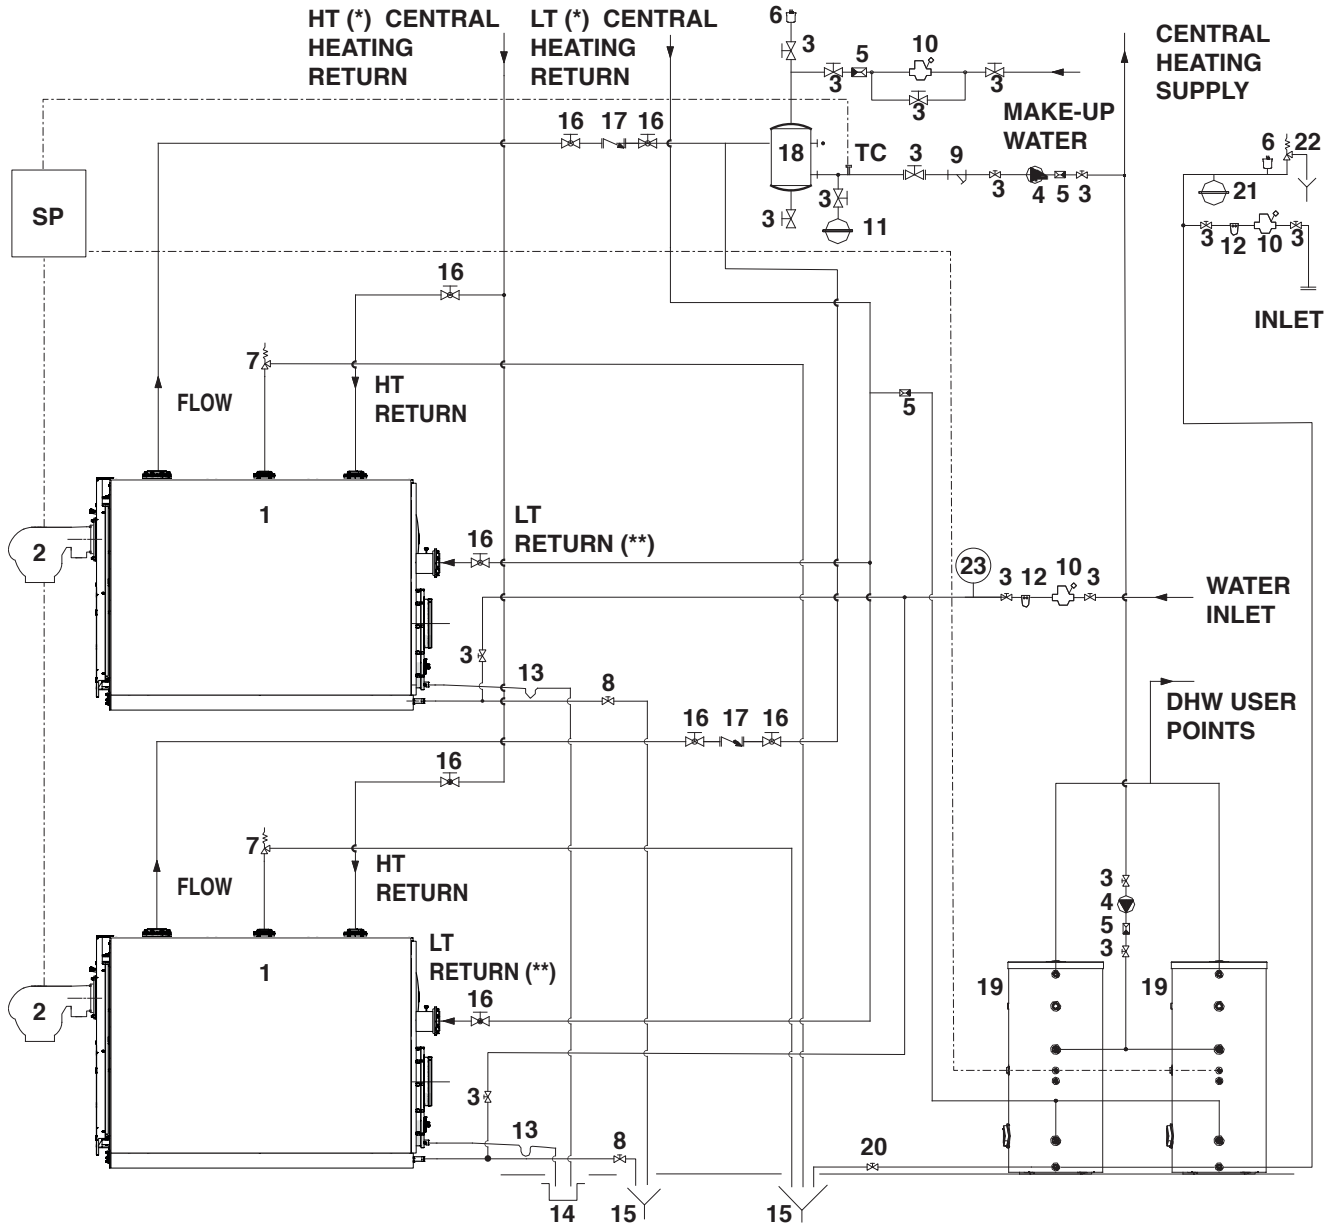 HT (*) CENTRAL
HEATING
RETURN
LT (*) CENTRAL
HEATING
RETURN
6
3
5
10
3
3
3
MAKE-UP
WATER
CENTRAL
HEATING
SUPPLY
16
17
16
18
TC
3
9
3
4
5
3
6
22
21
3
12
10
3
INLET
SP
3
3
11
16
7
FLOW
HT
RETURN
5
1
2
16
LT
RETURN (**)
23
3
12
10
3
WATER
INLET
3
13
8
16
17
16
DHW USER
POINTS
16
7
FLOW
HT
RETURN
3
4
5
3
1
2
LT
RETURN (**)
16
19
19
3
13
8
20
14
15
15